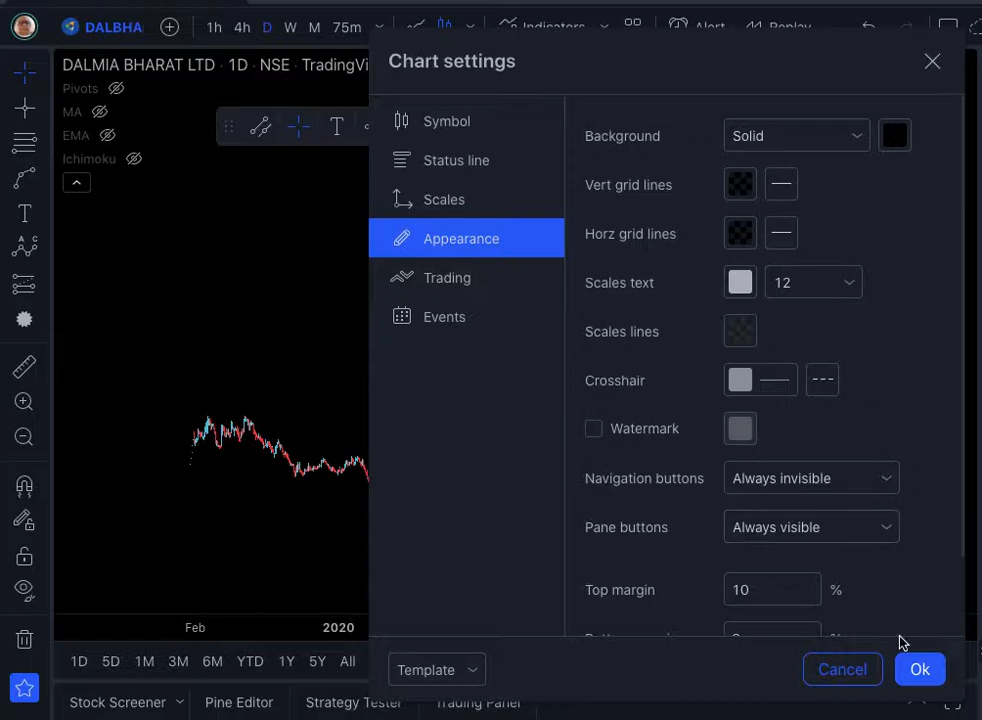 DALBHA 1h 4h D W M 75m Indicators Alert Replay
DALMIA BHARAT LTD · 1D · NSE · TradingVi
Pivots
MA
EMA
Ichimoku
T
T
Feb 2020
1D 5D 1M 3M 6M YTD 1Y 5Y All
Stock Screener Pine Editor Strategy Tester Trading Panel
Chart settings
Symbol
Status line
Scales
Appearance
Trading
Events
Background Solid
Vert grid lines
Horz grid lines
Scales text 12
Scales lines
Crosshair
Watermark
Navigation buttons Always invisible
Pane buttons Always visible
Top margin 10 %
Template Cancel Ok